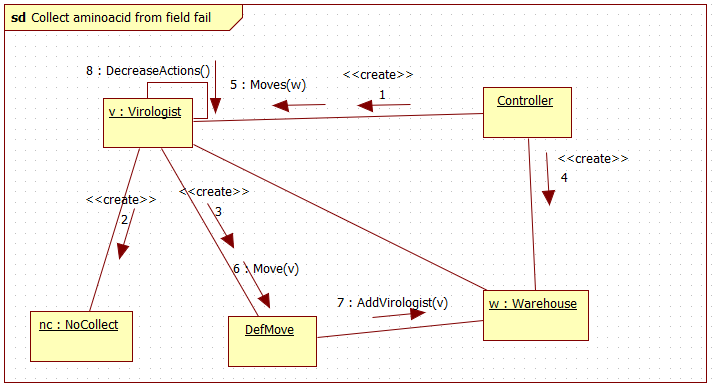 sd Collect aminoacid from field fail
8 : DecreaseActions()
5 : Moves(w)
<<create>>
1
Controller
v : Virologist
<<create>>
4
<<create>>
2
<<create>>
3
6 : Move(v)
7 : AddVirologist(v)
w : Warehouse
nc : NoCollect
DefMove